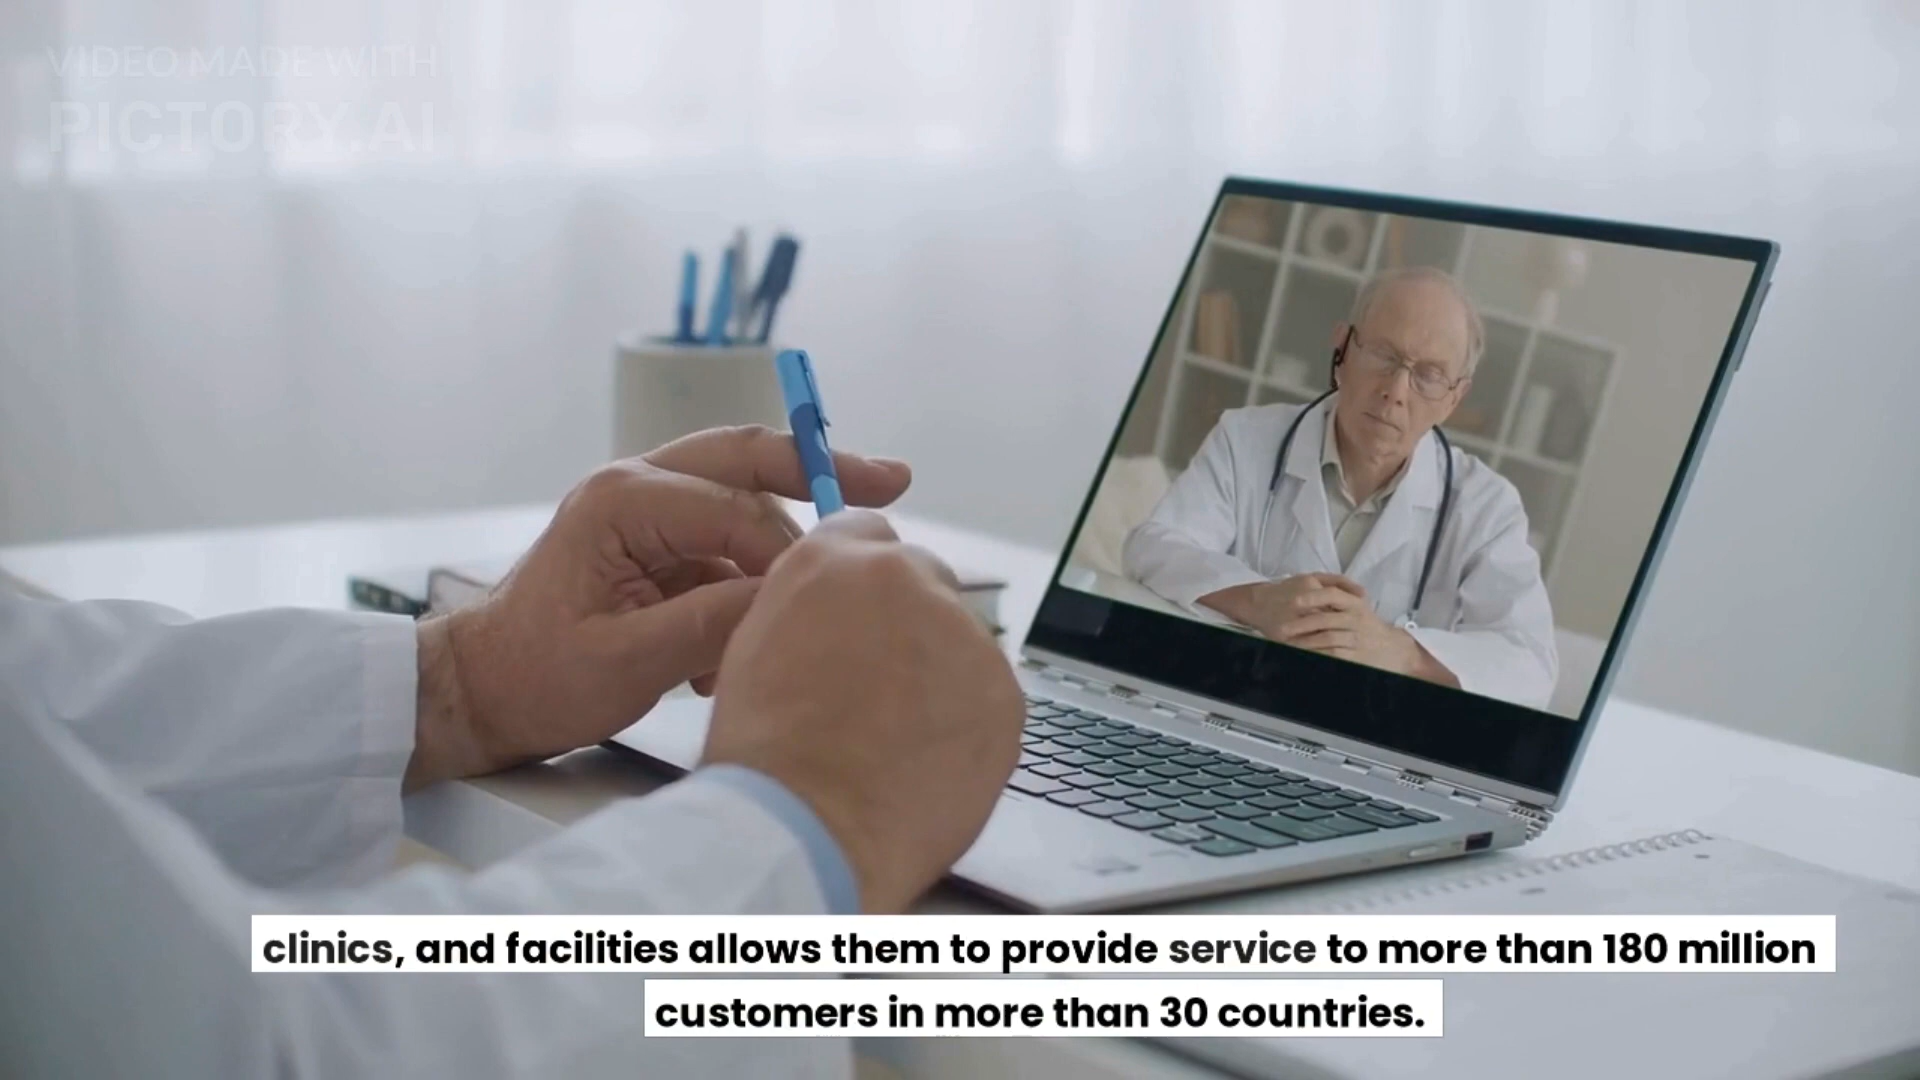 VIDEO MADE WITH
PICTORY.AI
clinics, and facilities allows them to provide service to more than 180 million
customers in more than 30 countries.